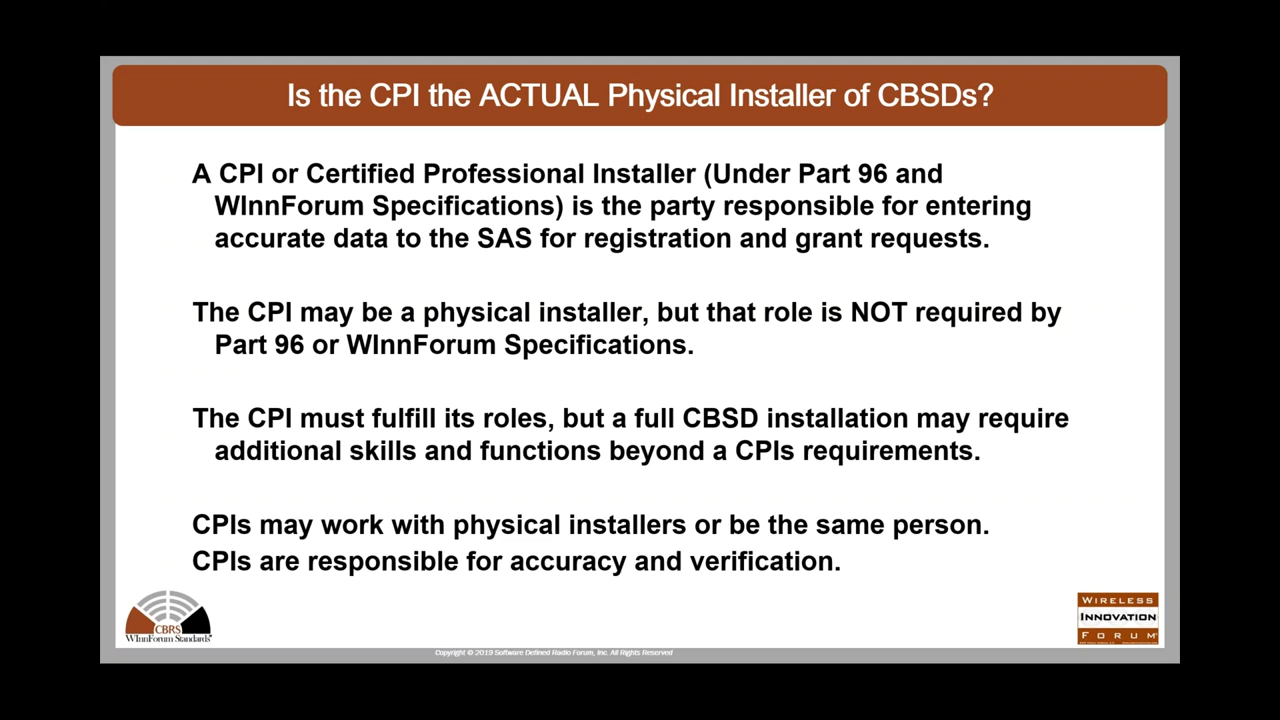 Is the CPI the ACTUAL Physical Installer of CBSDs?
A CPI or Certified Professional Installer (Under Part 96 and
WInnForum Specifications) is the party responsible for entering
accurate data to the SAS for registration and grant requests.
The CPI may be a physical installer, but that role is NOT required by
Part 96 or WInnForum Specifications.
The CPI must fulfill its roles, but a full CBSD installation may require
additional skills and functions beyond a CPIs requirements.
CPIs may work with physical installers or be the same person.
CPIs are responsible for accuracy and verification.
CBRS
WInnForum Standards
WIRELESS
INNOVATION
FORUM
Copyright © 2019 Software Defined Radio Forum, Inc. All Rights Reserved